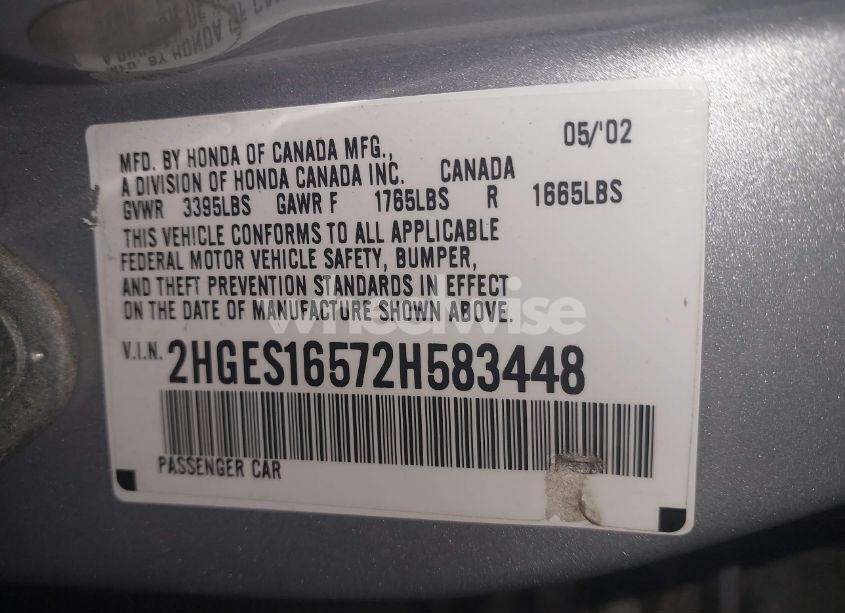 MFD. BY HONDA OF CANADA MFG., 05/'02
A DIVISION OF HONDA CANADA INC. CANADA
GVWR 3395LBS GAWR F 1765LBS R 1665LBS
THIS VEHICLE CONFORMS TO ALL APPLICABLE
FEDERAL MOTOR VEHICLE SAFETY, BUMPER,
AND THEFT PREVENTION STANDARDS IN EFFECT
ON THE DATE OF MANUFACTURE SHOWN ABOVE.
wheelwise
V.I.N. 2HGES16572H583448
PASSENGER CAR